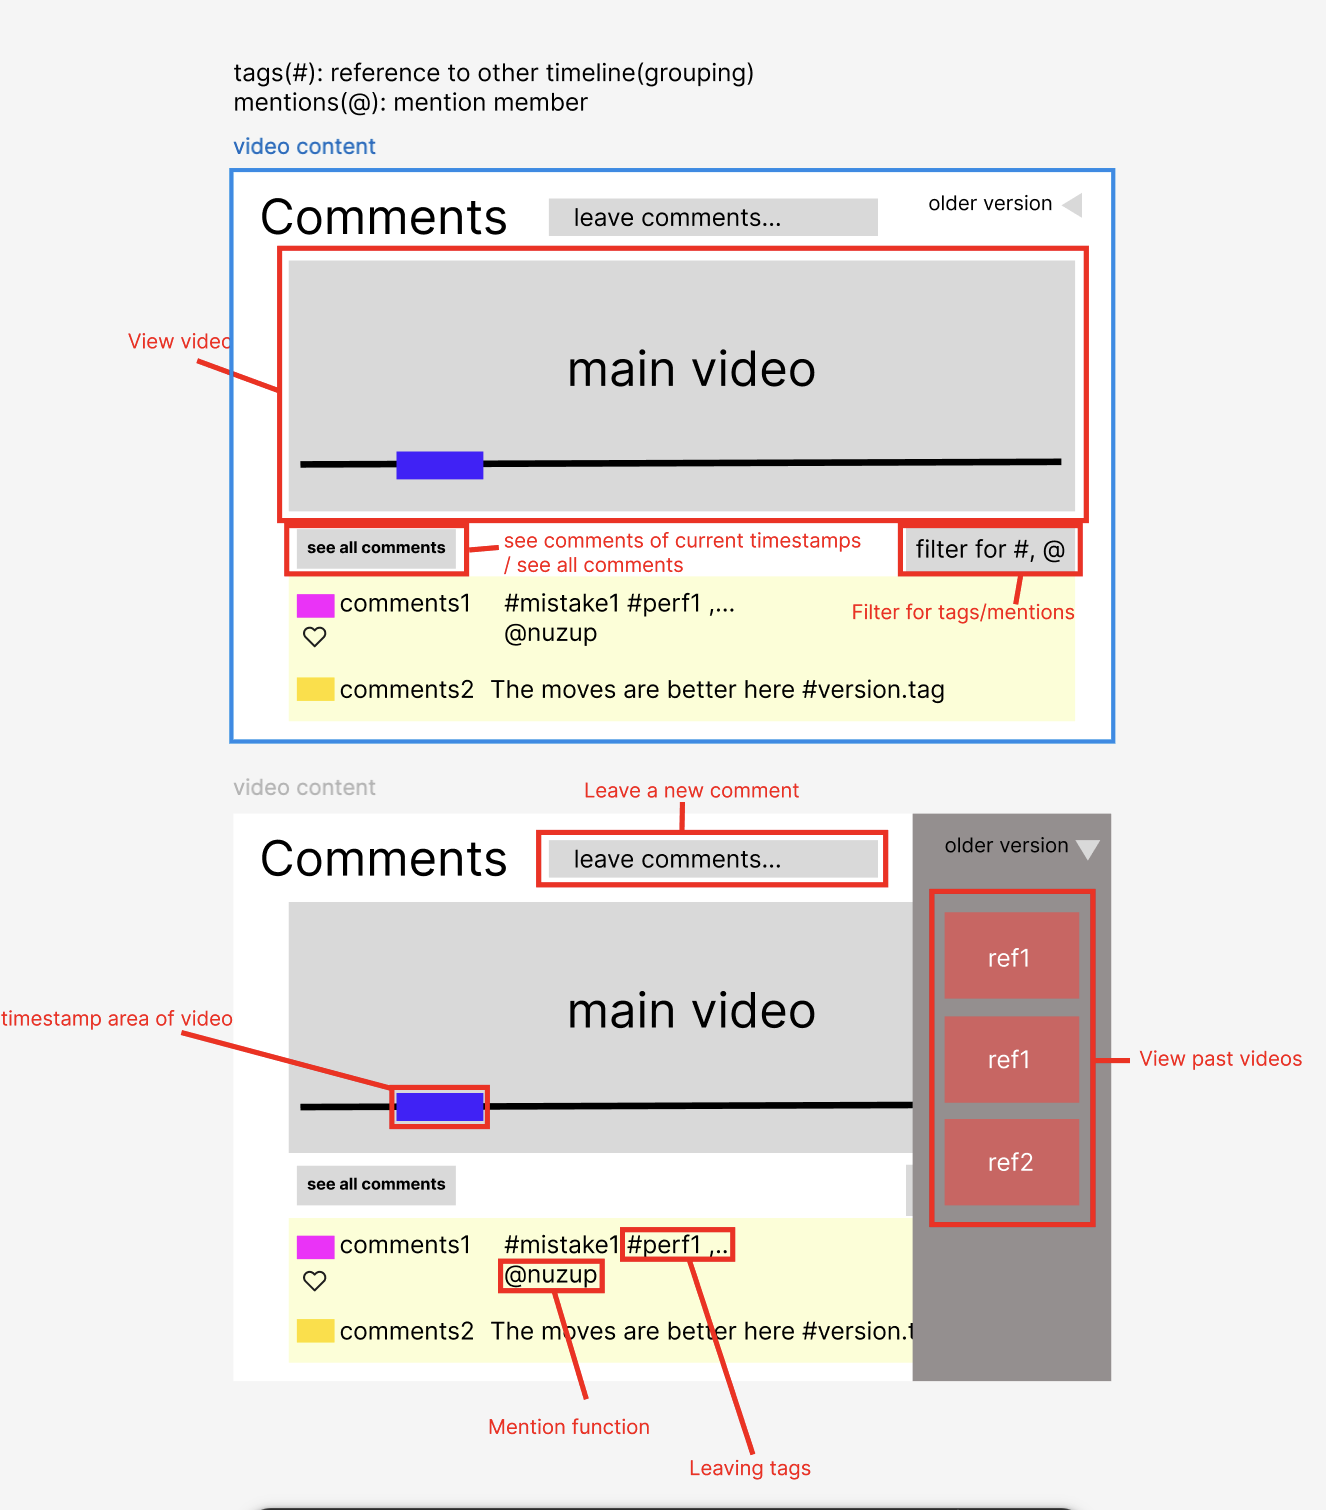 tags(#): reference to other timeline(grouping)
mentions(@): mention member
video content
Comments
leave comments...
older version
View video
main video
see all comments
see comments of current timestamps
/ see all comments
filter for #, @
Filter for tags/mentions
comments1
#mistake1 #perf1 ,...
@nuzup
comments2
The moves are better here #version.tag
video content
Leave a new comment
Comments
leave comments...
older version
main video
timestamp area of video
ref1
ref1
ref2
View past videos
see all comments
comments1
#mistake1 #perf1 ,..
@nuzup
comments2
The moves are better here #version.t
Mention function
Leaving tags